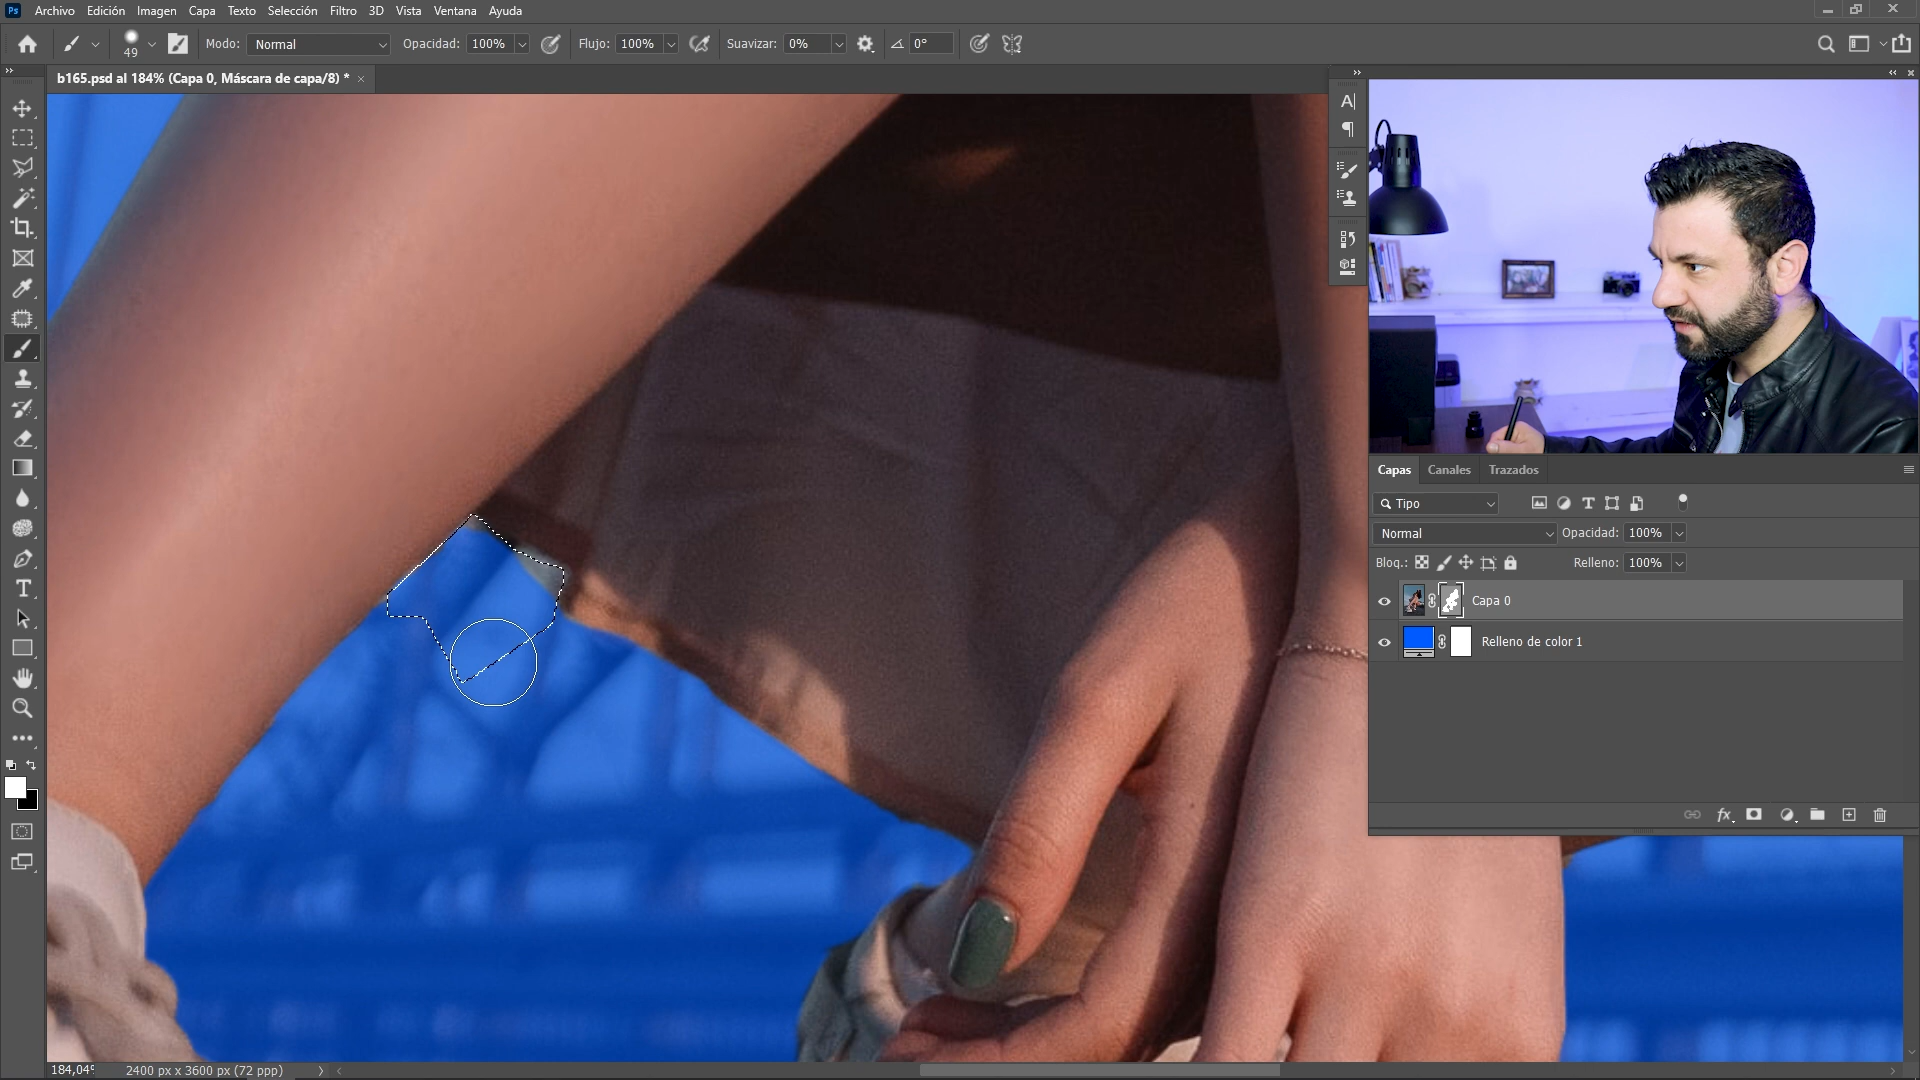 Ps Archivo Edición Imagen Capa Texto Selección Filtro 3D Vista Ventana Ayuda
49 Modo: Normal Opacidad: 100% Flujo: 100% Suavizar: 0% 0°
b165.psd al 184% (Capa 0, Máscara de capa/8) * ×
Capas Canales Trazados
Tipo
Normal Opacidad: 100%
Bloq.: Relleno: 100%
Capa 0
Relleno de color 1
fx
184,04% 2400 px x 3600 px (72 ppp)